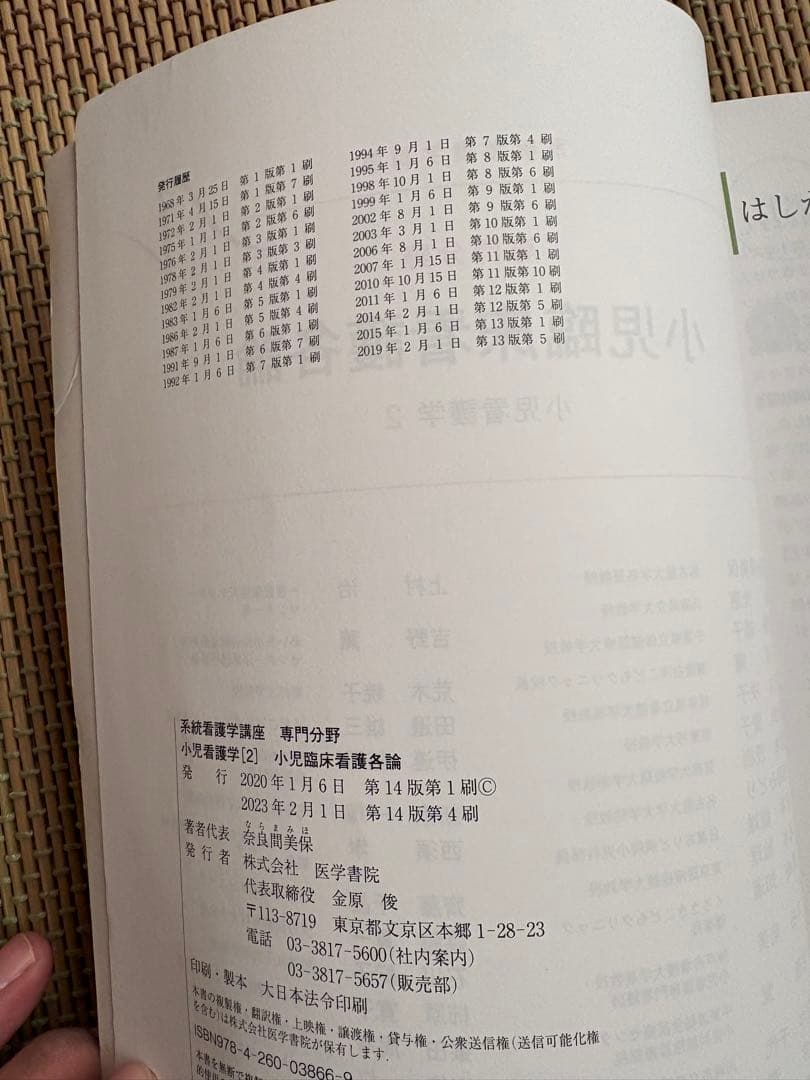 発行履歴
1968年3月25日 第1版第1刷
1971年4月15日 第1版第7刷
1972年2月1日 第2版第1刷
1975年1月1日 第2版第6刷
1976年2月1日 第3版第1刷
1978年2月1日 第3版第3刷
1979年2月1日 第4版第1刷
1982年2月1日 第4版第4刷
1983年1月6日 第5版第1刷
1986年2月1日 第5版第4刷
1987年1月6日 第6版第1刷
1991年9月1日 第6版第7刷
1992年1月6日 第7版第1刷
1994年9月1日 第7版第4刷
1995年1月6日 第8版第1刷
1998年10月1日 第8版第6刷
1999年1月6日 第9版第1刷
2002年8月1日 第9版第6刷
2003年3月1日 第10版第1刷
2006年8月1日 第10版第6刷
2007年1月15日 第11版第1刷
2010年10月15日 第11版第10刷
2011年1月6日 第12版第1刷
2014年2月1日 第12版第5刷
2015年1月6日 第13版第1刷
2019年2月1日 第13版第5刷
系統看護学講座 専門分野
小児看護学[2] 小児臨床看護各論
発行 2020年1月6日 第14版第1刷©
2023年2月1日 第14版第4刷
ならまみほ
著者代表 奈良間美保
発行者 株式会社 医学書院
代表取締役 金原 俊
〒113-8719 東京都文京区本郷1-28-23
電話 03-3817-5600(社内案内)
03-3817-5657(販売部)
印刷・製本 大日本法令印刷
本書の複製権・翻訳権・上映権・譲渡権・貸与権・公衆送信権(送信可能化権
を含む)は株式会社医学書院が保有します.
ISBN978-4-260-03866-9
はし